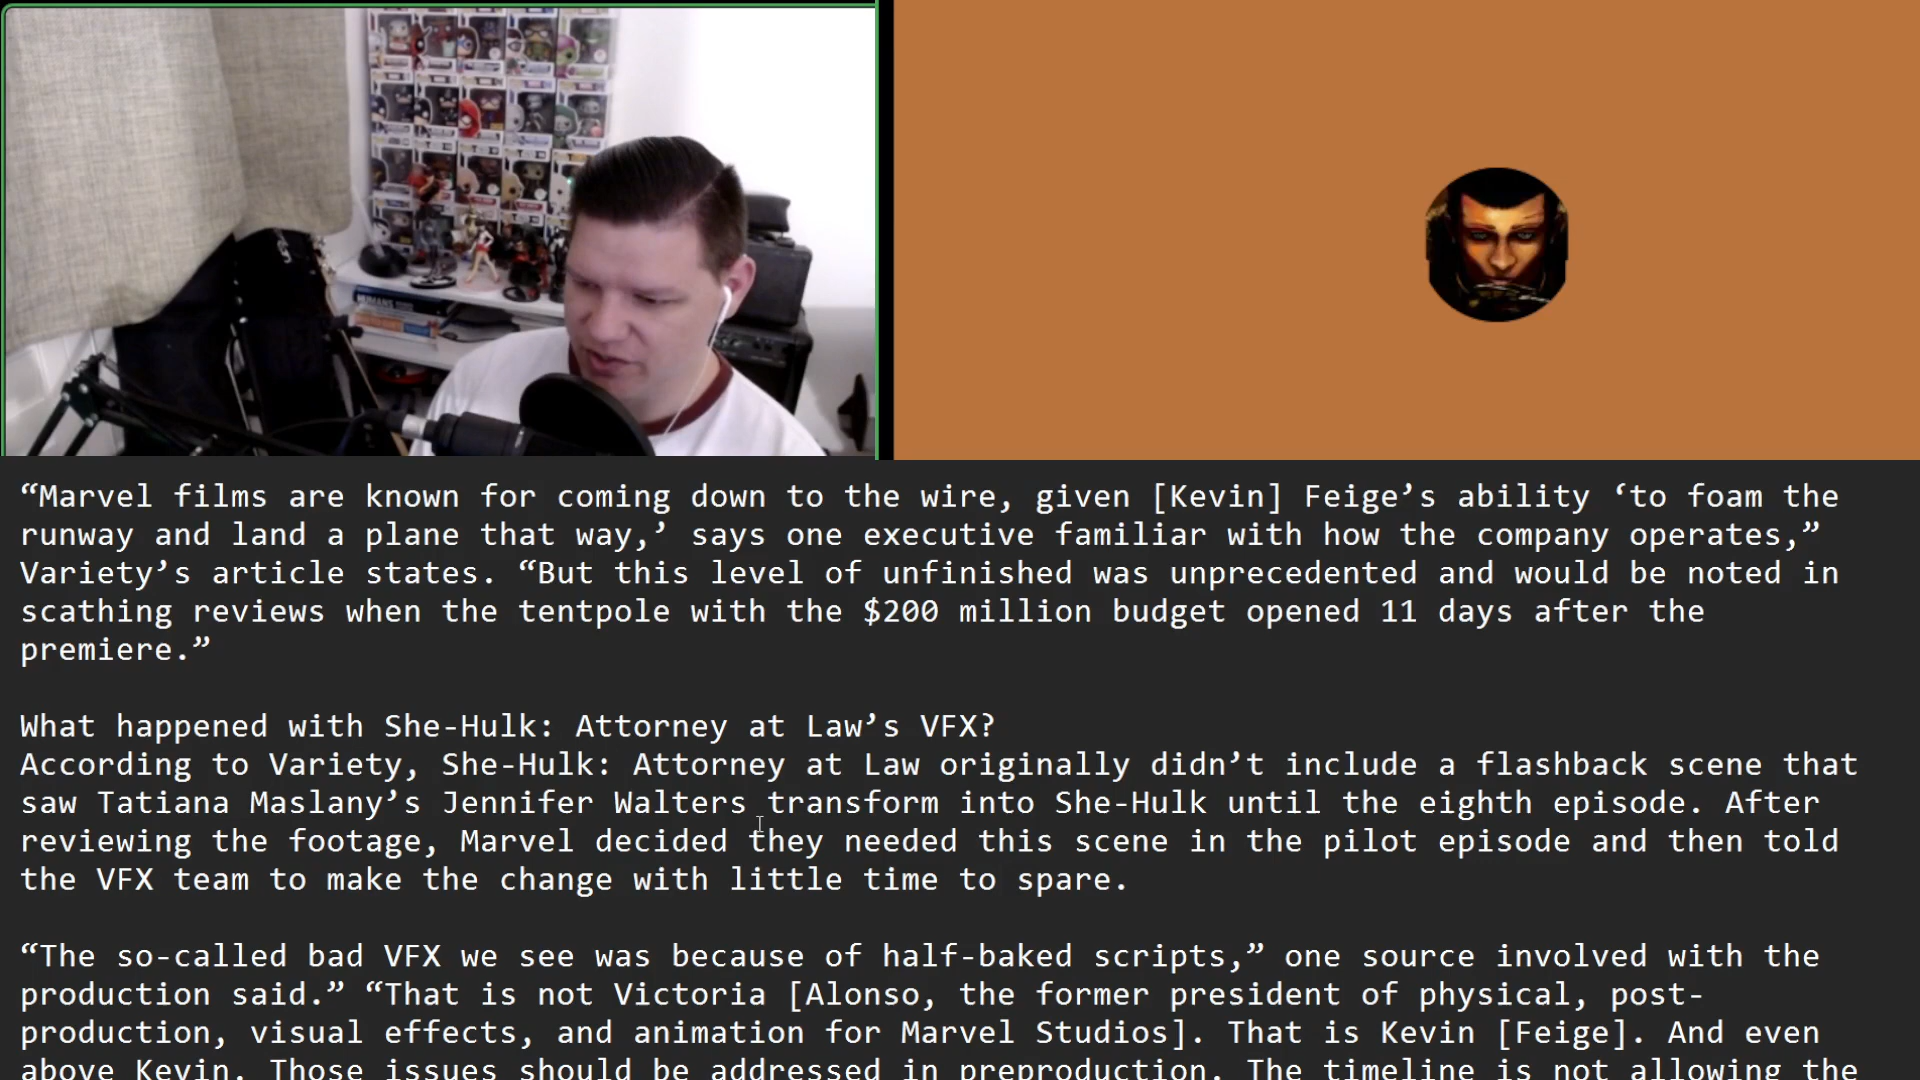 HUMANS
“Marvel films are known for coming down to the wire, given [Kevin] Feige’s ability ‘to foam the
runway and land a plane that way,’ says one executive familiar with how the company operates,”
Variety’s article states. “But this level of unfinished was unprecedented and would be noted in
scathing reviews when the tentpole with the $200 million budget opened 11 days after the
premiere.”
What happened with She-Hulk: Attorney at Law’s VFX?
According to Variety, She-Hulk: Attorney at Law originally didn’t include a flashback scene that
saw Tatiana Maslany’s Jennifer Walters transform into She-Hulk until the eighth episode. After
reviewing the footage, Marvel decided they needed this scene in the pilot episode and then told
the VFX team to make the change with little time to spare.
“The so-called bad VFX we see was because of half-baked scripts,” one source involved with the
production said.” “That is not Victoria [Alonso, the former president of physical, post-
production, visual effects, and animation for Marvel Studios]. That is Kevin [Feige]. And even
above Kevin. Those issues should be addressed in preproduction. The timeline is not allowing the